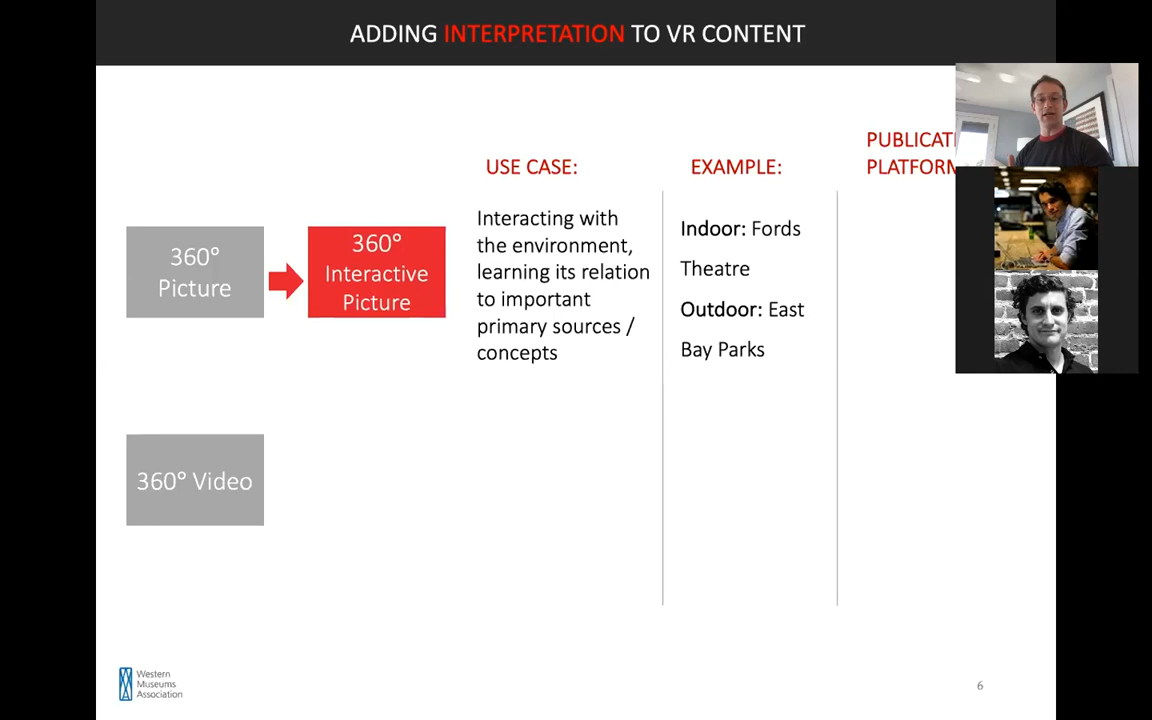 ADDING INTERPRETATION TO VR CONTENT
USE CASE:
EXAMPLE:
PUBLICATI
PLATFORM
360°
Picture
360°
Interactive
Picture
Interacting with
the environment,
learning its relation
to important
primary sources /
concepts
Indoor: Fords
Theatre
Outdoor: East
Bay Parks
360° Video
Western
Museums
Association
6